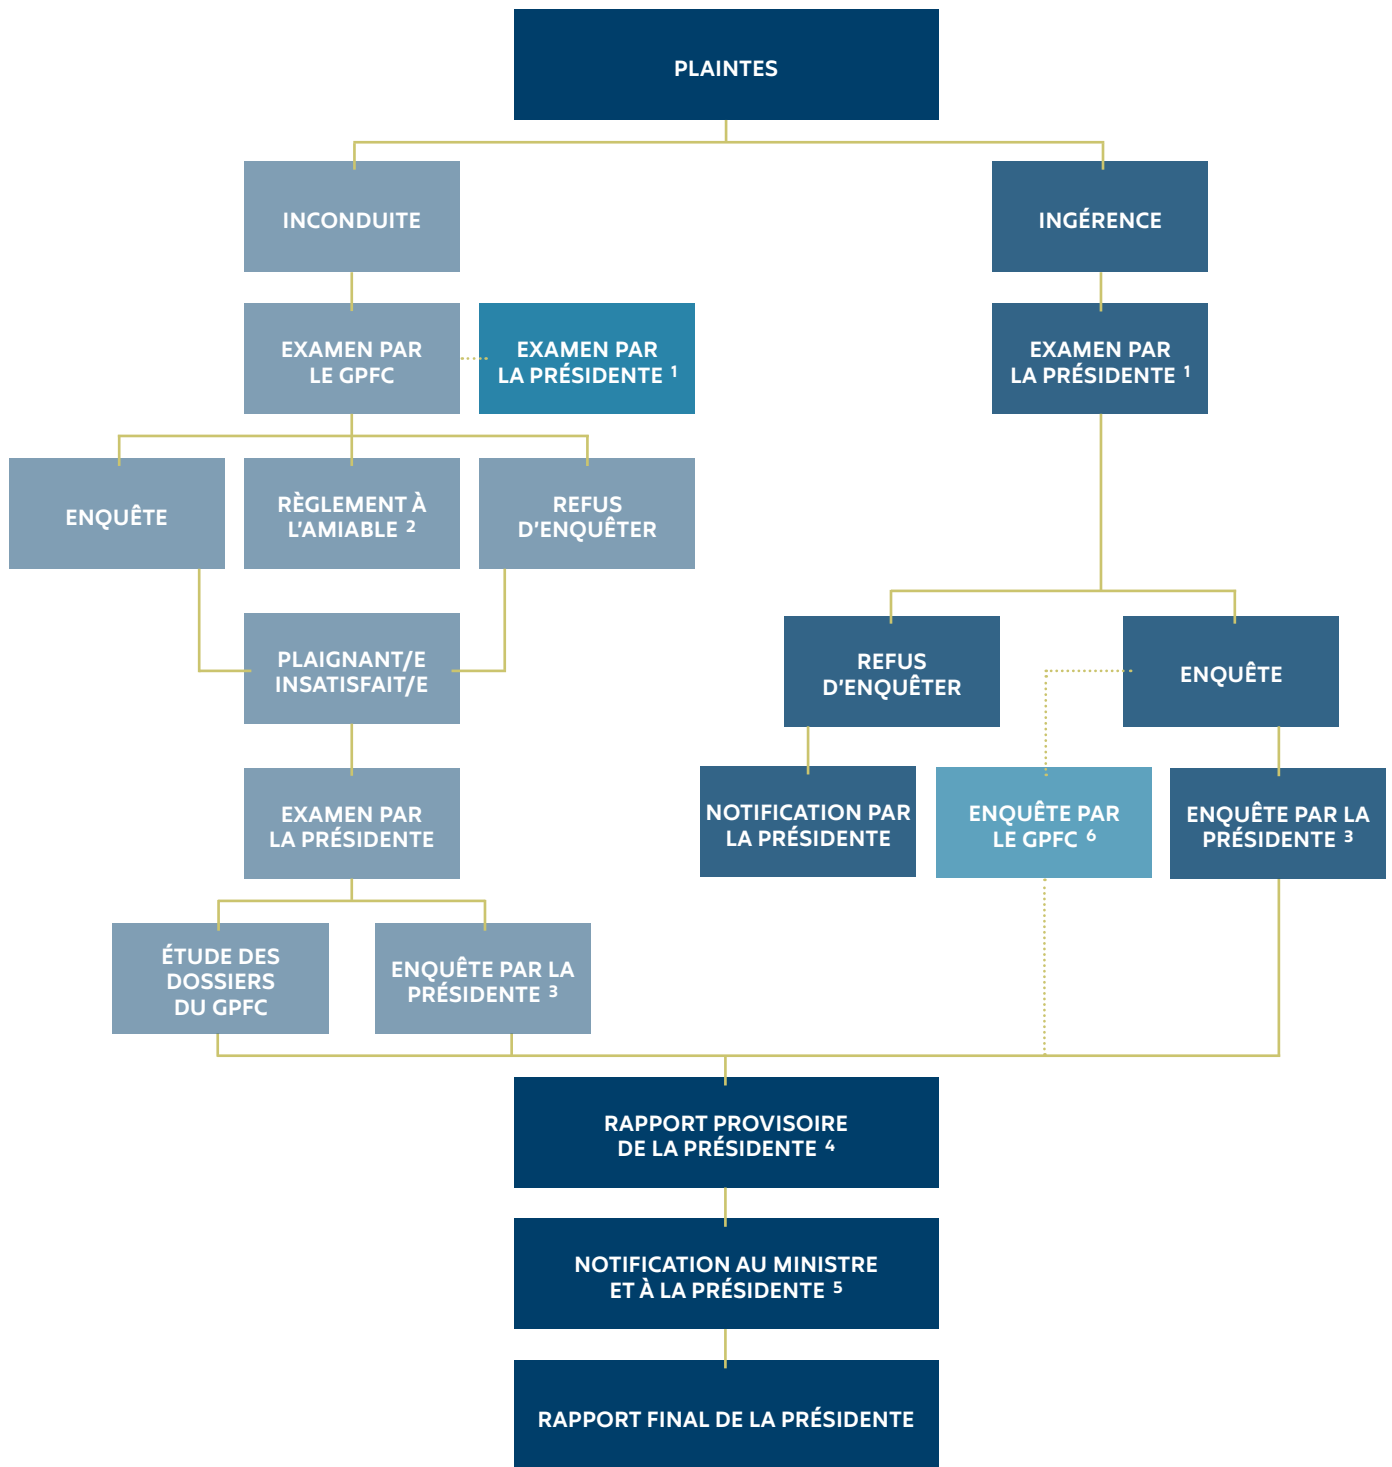 PLAINTES
INCONDUITE
INGÉRENCE
EXAMEN PAR
LE GPFC
EXAMEN PAR
LA PRÉSIDENTE 1
EXAMEN PAR
LA PRÉSIDENTE 1
ENQUÊTE
RÈGLEMENT À
L'AMIABLE 2
REFUS
D'ENQUÊTER
PLAIGNANT/E
INSATISFAIT/E
REFUS
D'ENQUÊTER
ENQUÊTE
EXAMEN PAR
LA PRÉSIDENTE
NOTIFICATION PAR
LA PRÉSIDENTE
ENQUÊTE PAR
LE GPFC 6
ENQUÊTE PAR LA
PRÉSIDENTE 3
ÉTUDE DES
DOSSIERS
DU GPFC
ENQUÊTE PAR LA
PRÉSIDENTE 3
RAPPORT PROVISOIRE
DE LA PRÉSIDENTE 4
NOTIFICATION AU MINISTRE
ET À LA PRÉSIDENTE 5
RAPPORT FINAL DE LA PRÉSIDENTE